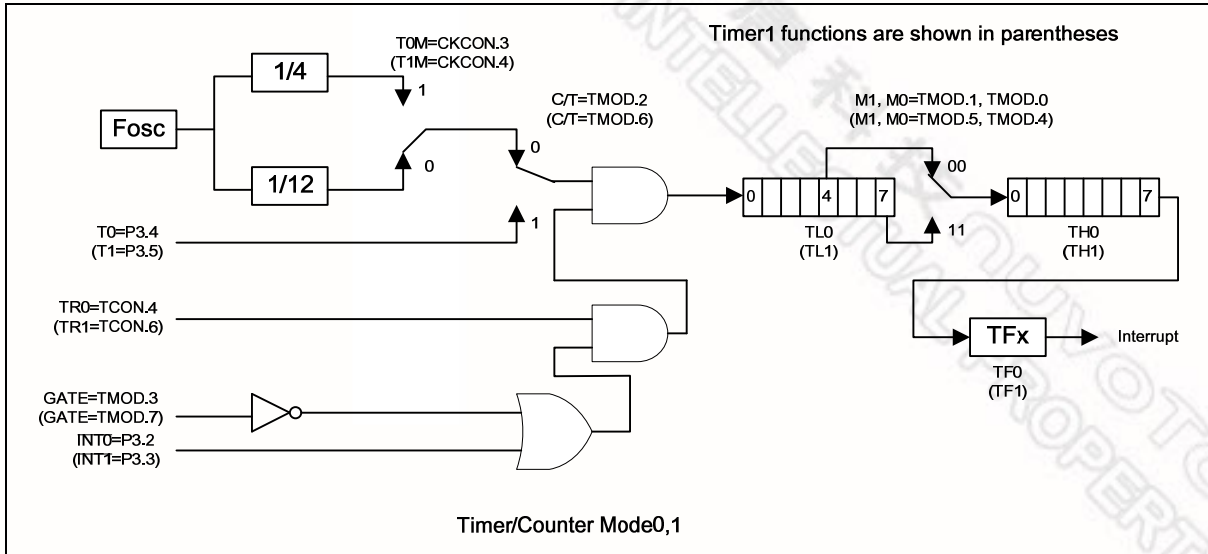 Timer1 functions are shown in parentheses
T0M=CKCON.3
(T1M=CKCON.4)
1/4
1
C/T=TMOD.2
(C/T=TMOD.6)
M1, M0=TMOD.1, TMOD.0
(M1, M0=TMOD.5, TMOD.4)
Fosc
0
0
00
1/12
0
4
7
0
7
T0=P3.4
(T1=P3.5)
1
11
TL0
(TL1)
TH0
(TH1)
TR0=TCON.4
(TR1=TCON.6)
TFx
Interrupt
TF0
(TF1)
GATE=TMOD.3
(GATE=TMOD.7)
INT0=P3.2
(INT1=P3.3)
Timer/Counter Mode0,1
INTELLECTUAL PROPERT
NUVOTO